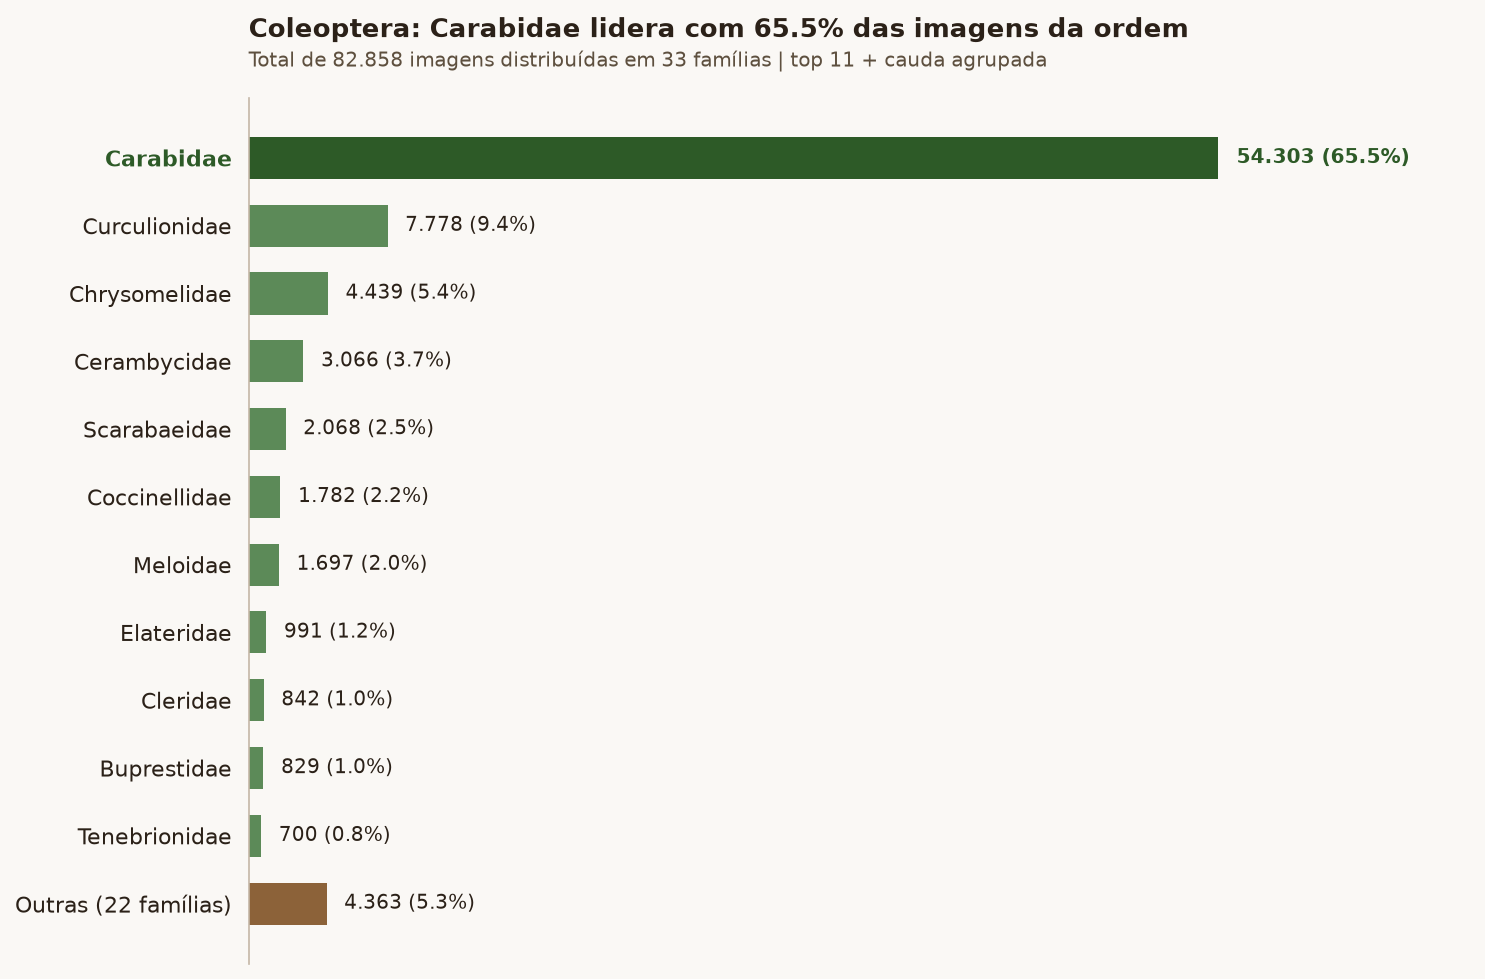 Coleoptera: Carabidae lidera com 65.5% das imagens da ordem
Total de 82.858 imagens distribuídas em 33 famílias | top 11 + cauda agrupada
Carabidae 54.303 (65.5%)
Curculionidae 7.778 (9.4%)
Chrysomelidae 4.439 (5.4%)
Cerambycidae 3.066 (3.7%)
Scarabaeidae 2.068 (2.5%)
Coccinellidae 1.782 (2.2%)
Meloidae 1.697 (2.0%)
Elateridae 991 (1.2%)
Cleridae 842 (1.0%)
Buprestidae 829 (1.0%)
Tenebrionidae 700 (0.8%)
Outras (22 famílias) 4.363 (5.3%)